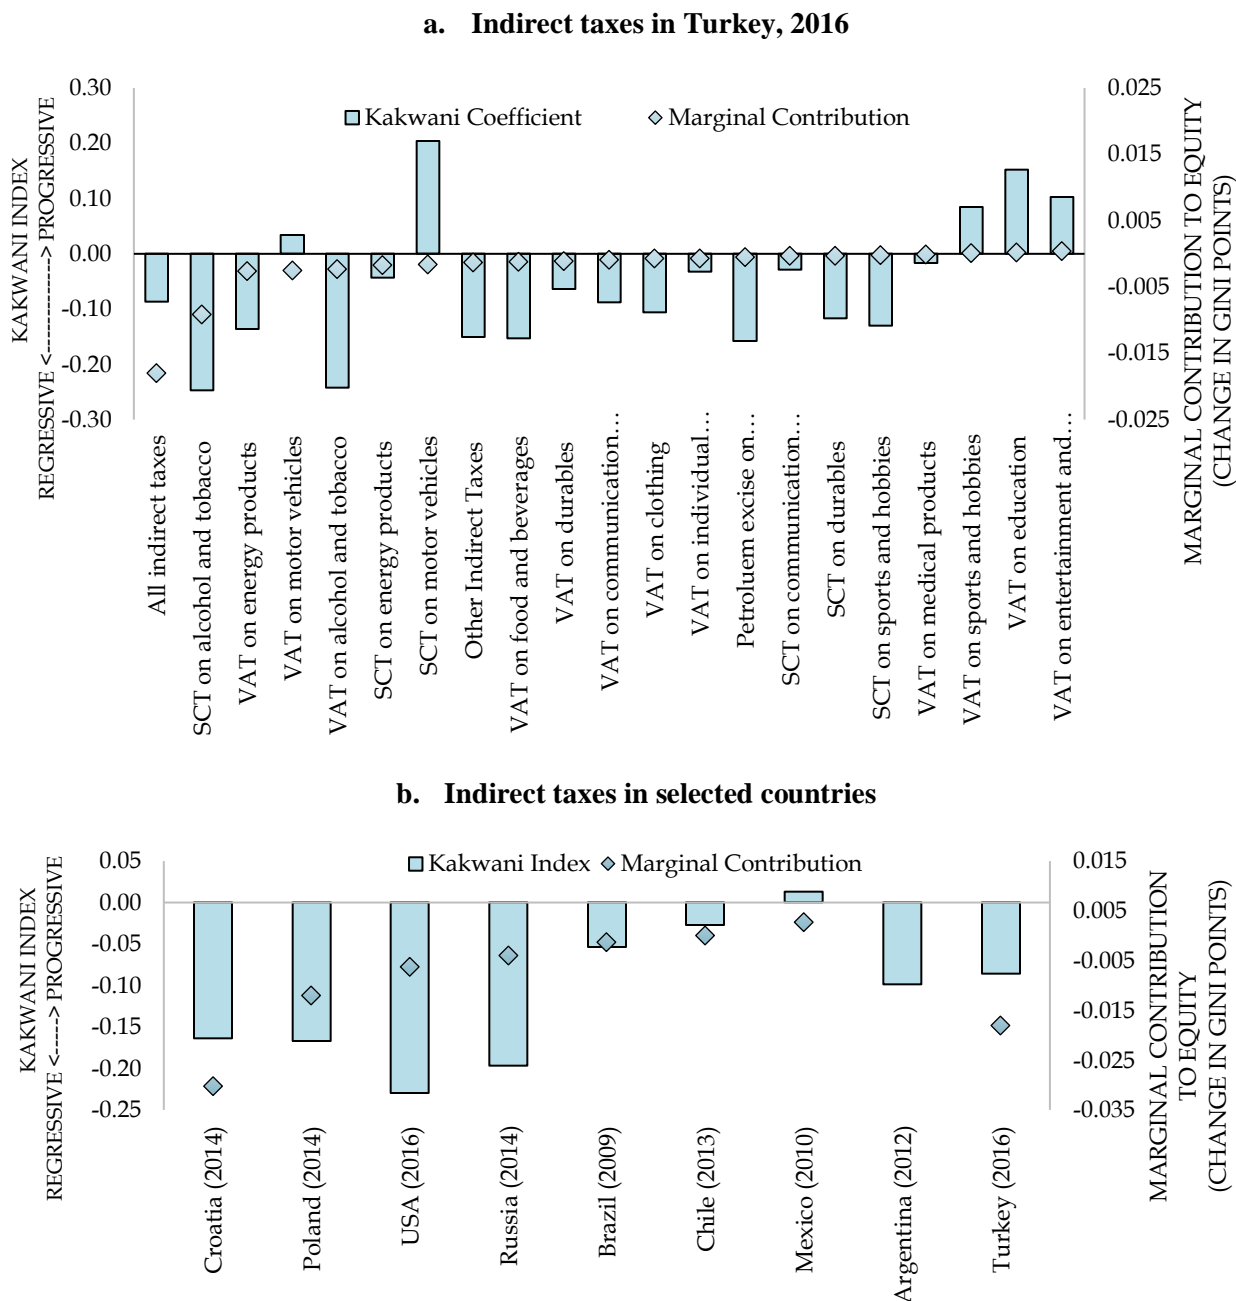 a. Indirect taxes in Turkey, 2016
KAKWANI INDEX
REGRESSIVE <--------------> PROGRESSIVE
0.30
0.20
0.10
0.00
-0.10
-0.20
-0.30
Kakwani Coefficient
Marginal Contribution
0.025
0.015
0.005
-0.005
-0.015
-0.025
MARGINAL CONTRIBUTION TO EQUITY
(CHANGE IN GINI POINTS)
All indirect taxes
SCT on alcohol and tobacco
VAT on energy products
VAT on motor vehicles
VAT on alcohol and tobacco
SCT on energy products
SCT on motor vehicles
Other Indirect Taxes
VAT on food and beverages
VAT on durables
VAT on communication…
VAT on clothing
VAT on individual…
Petroluem excise on…
SCT on communication…
SCT on durables
SCT on sports and hobbies
VAT on medical products
VAT on sports and hobbies
VAT on education
VAT on entertainment and…
b. Indirect taxes in selected countries
KAKWANI INDEX
REGRESSIVE <-----> PROGRESSIVE
0.05
0.00
-0.05
-0.10
-0.15
-0.20
-0.25
Kakwani Index
Marginal Contribution
0.015
0.005
-0.005
-0.015
-0.025
-0.035
MARGINAL CONTRIBUTION
TO EQUITY
(CHANGE IN GINI POINTS)
Croatia (2014)
Poland (2014)
USA (2016)
Russia (2014)
Brazil (2009)
Chile (2013)
Mexico (2010)
Argentina (2012)
Turkey (2016)